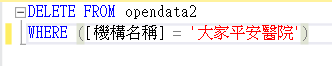 DELETE FROM opendata2
WHERE ([機構名稱] = '大家平安醫院')